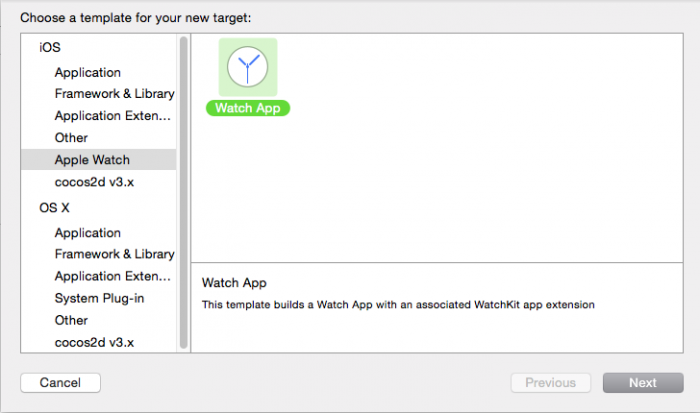 Choose a template for your new target:
iOS
Application
Framework & Library
Application Exten...
Other
Apple Watch
cocos2d v3.x
OS X
Application
Framework & Library
Application Exten...
System Plug-in
Other
cocos2d v3.x
Watch App
Watch App
This template builds a Watch App with an associated WatchKit app extension
Cancel
Previous
Next